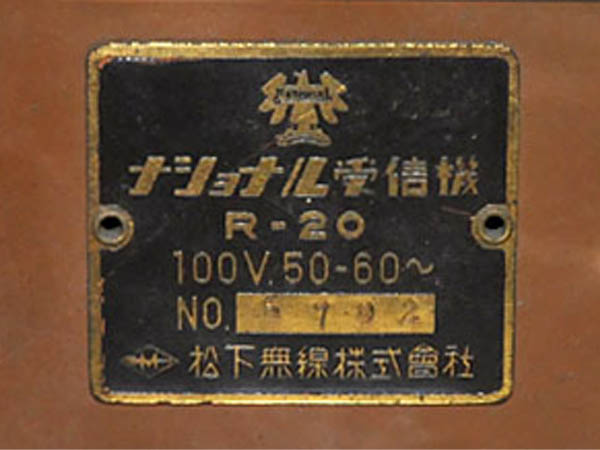 NATIONAL
ナショナル受信機
R-20
100V.50-60~
NO.
松下無線株式會社